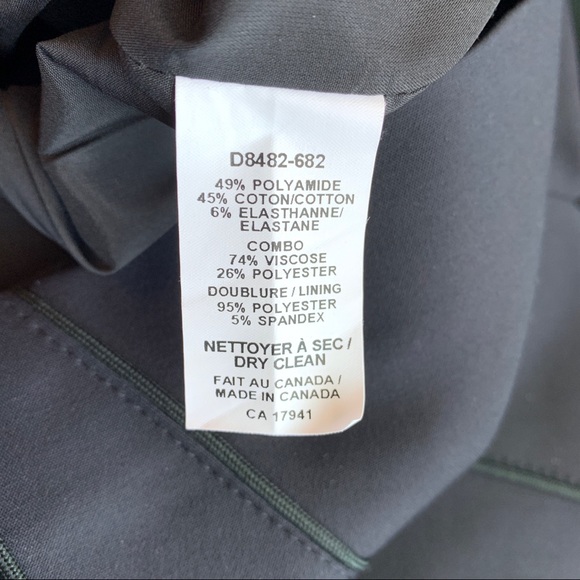 D8482-682
49% POLYAMIDE
45% COTON/COTTON
6% ELASTHANNE/
ELASTANE
COMBO
74% VISCOSE
26% POLYESTER
DOUBLURE / LINING
95% POLYESTER
5% SPANDEX
NETTOYER À SEC /
DRY CLEAN
FAIT AU CANADA /
MADE IN CANADA
CA 17941